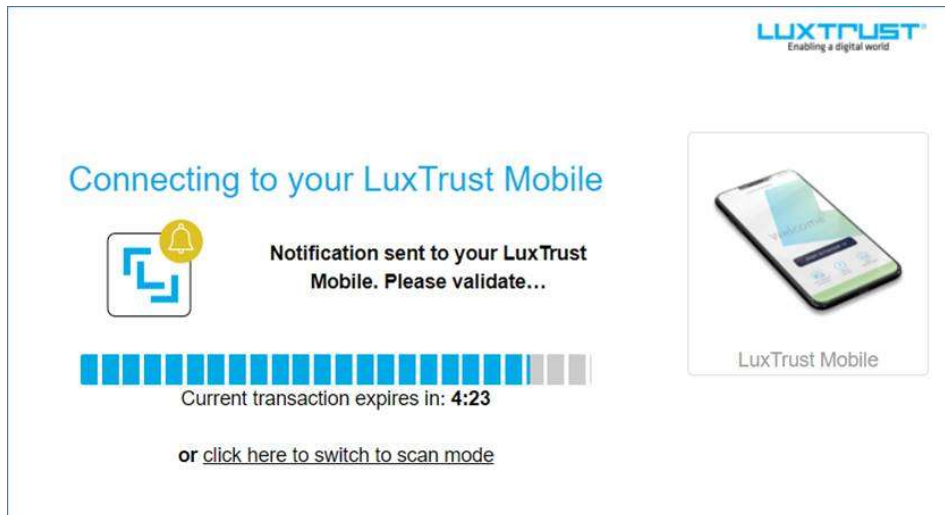 LUXTRUST
Enabling a digital world
Connecting to your LuxTrust Mobile
Notification sent to your LuxTrust
Mobile. Please validate...
Welcome
LuxTrust Mobile
Current transaction expires in: 4:23
or click here to switch to scan mode